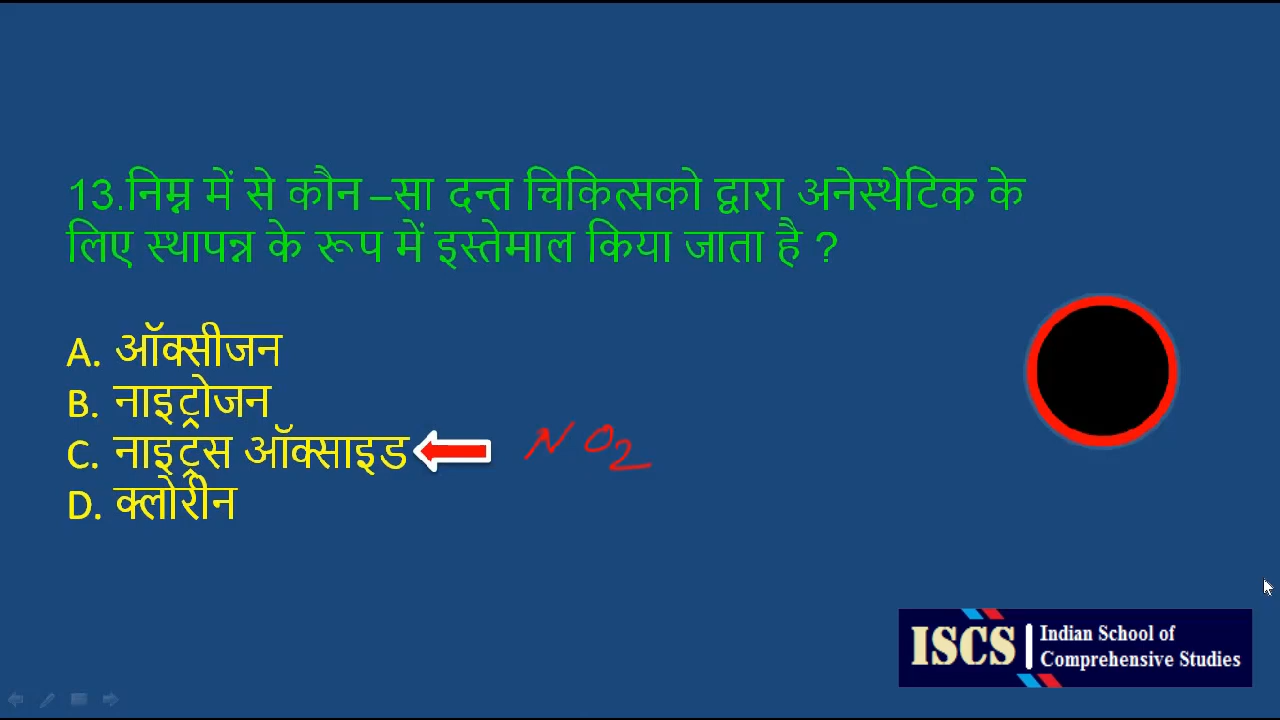 13.निम्न में से कौन –सा दन्त चिकित्सको द्वारा अनेस्थेटिक के
लिए स्थापन्न के रूप में इस्तेमाल किया जाता है ?
A. ऑक्सीजन
B. नाइट्रोजन
C. नाइट्रस ऑक्साइड NO2
D. क्लोरीन
ISCS
Indian School of
Comprehensive Studies